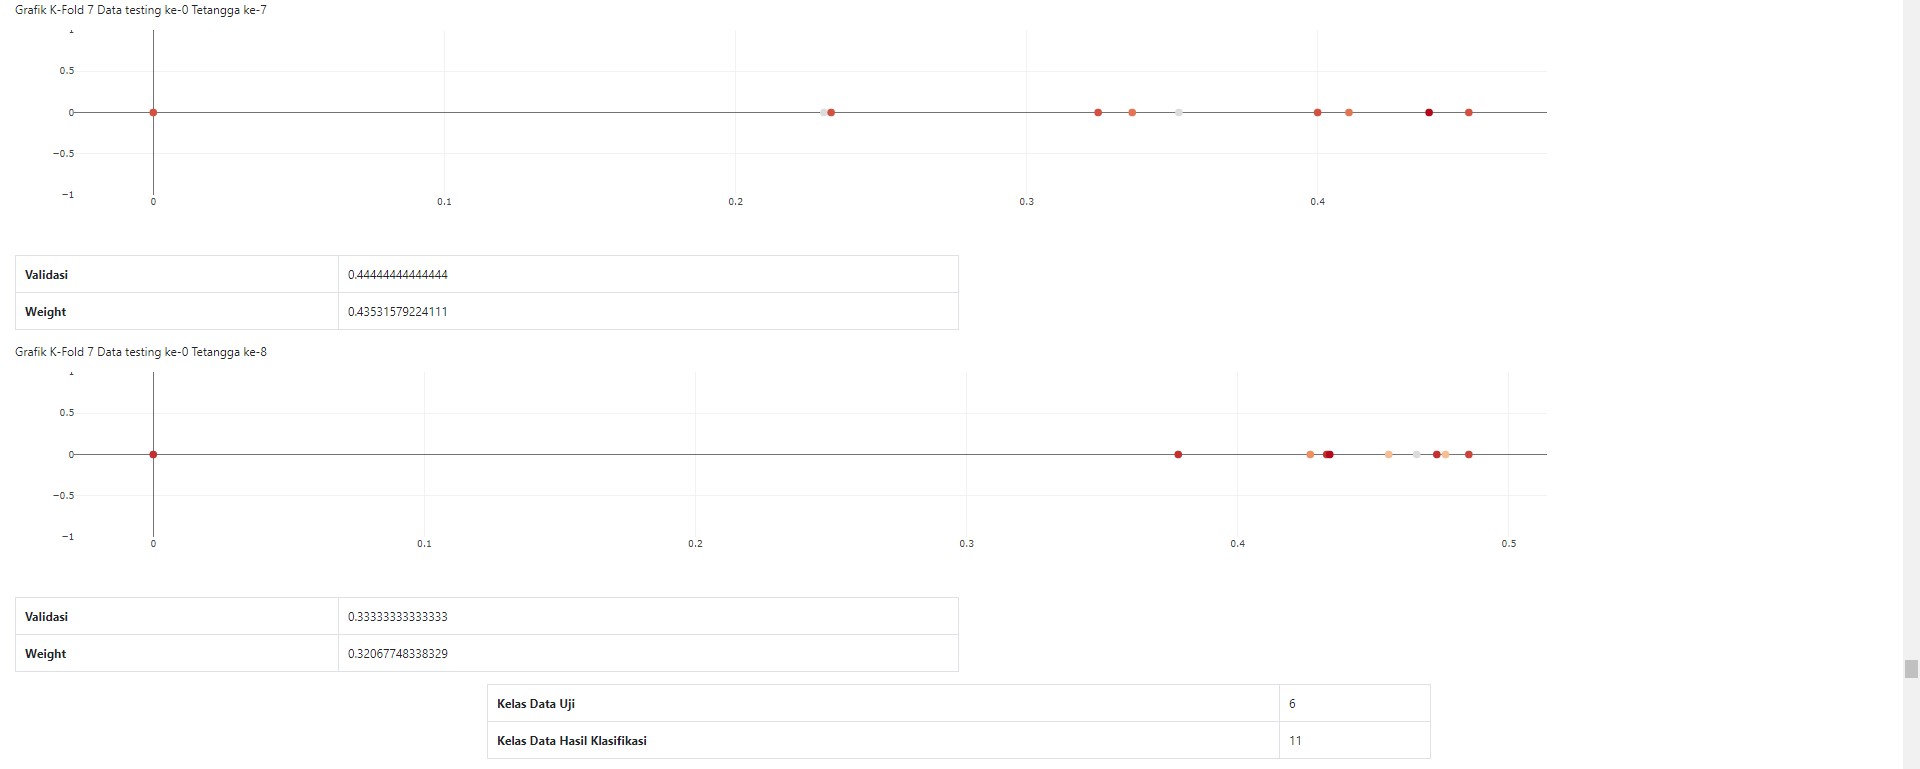 Grafik K-Fold 7 Data testing ke-0 Tetangga ke-7
1
0.5
0
−0.5
−1
0 0.1 0.2 0.3 0.4
Validasi 0.44444444444444
Weight 0.43531579224111
Grafik K-Fold 7 Data testing ke-0 Tetangga ke-8
1
0.5
0
−0.5
−1
0 0.1 0.2 0.3 0.4 0.5
Validasi 0.33333333333333
Weight 0.32067748338329
Kelas Data Uji 6
Kelas Data Hasil Klasifikasi 11